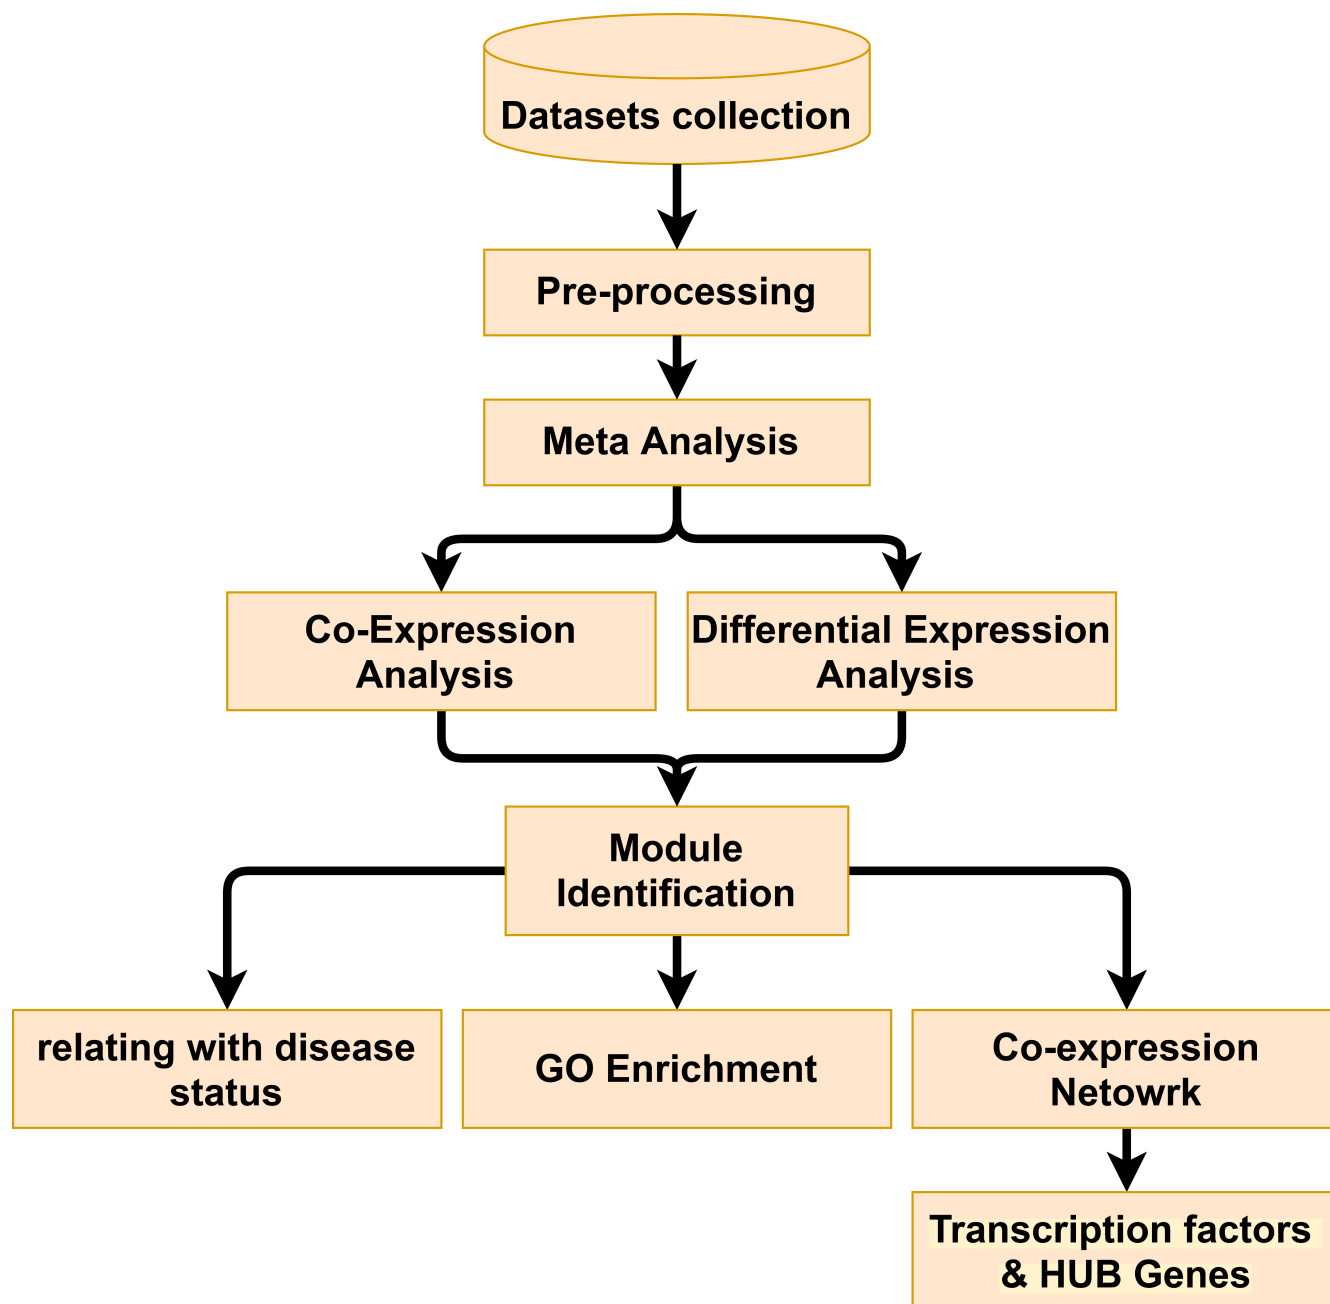 Datasets collection
Pre-processing
Meta Analysis
Co-Expression
Analysis
Differential Expression
Analysis
Module
Identification
relating with disease
status
GO Enrichment
Co-expression
Netowrk
Transcription factors
& HUB Genes